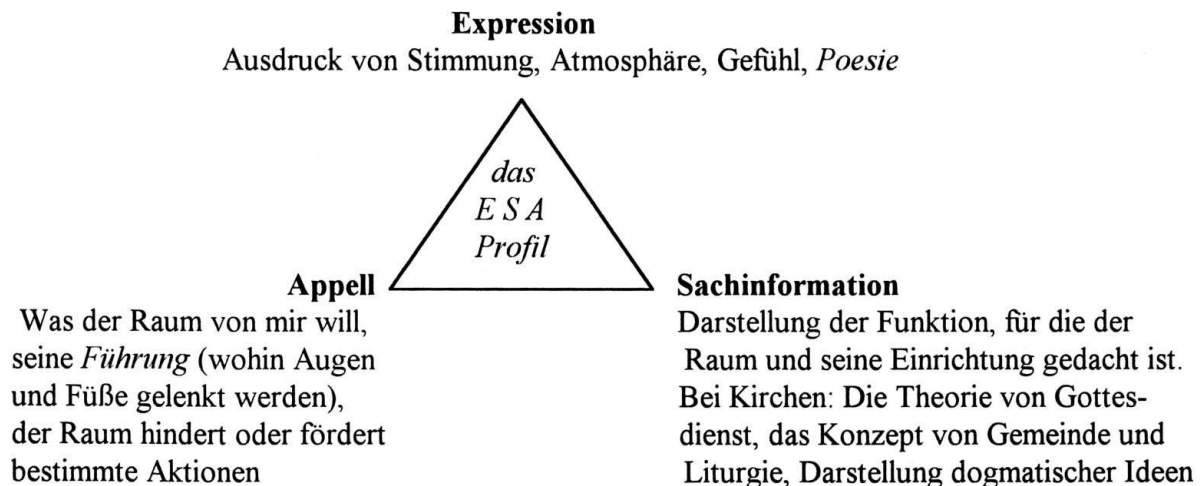 Expression
Ausdruck von Stimmung, Atmosphäre, Gefühl, Poesie
das
E S A
Profil
Appell
Was der Raum von mir will,
seine Führung (wohin Augen
und Füße gelenkt werden),
der Raum hindert oder fördert
bestimmte Aktionen
Sachinformation
Darstellung der Funktion, für die der
Raum und seine Einrichtung gedacht ist.
Bei Kirchen: Die Theorie von Gottes-
dienst, das Konzept von Gemeinde und
Liturgie, Darstellung dogmatischer Ideen